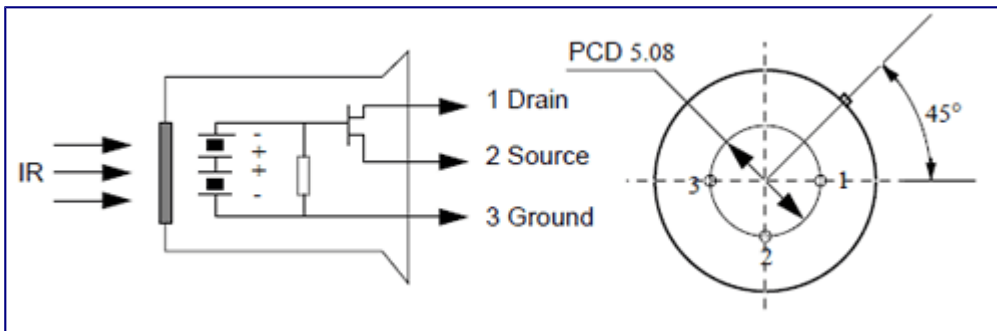 IR
-
+
+
-
1 Drain
2 Source
3 Ground
PCD 5.08
45°
3
1
2